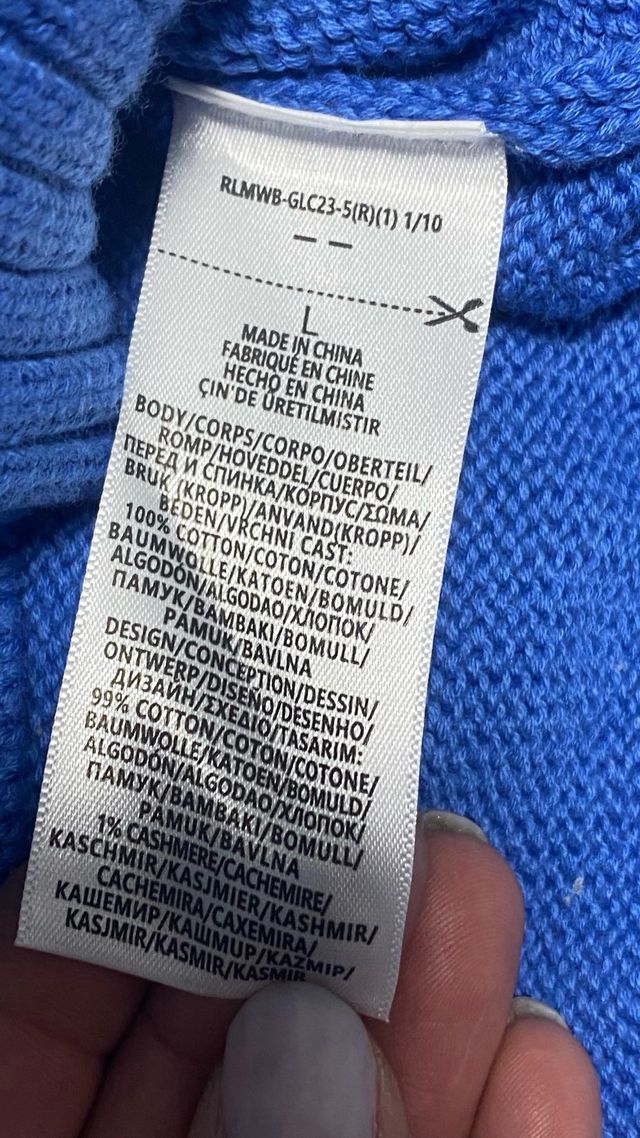 RLMWB-GLC23-5(R)(1) 1/10
– –
L
MADE IN CHINA
FABRIQUE EN CHINE
HECHO EN CHINA
ÇIN'DE ÜRETILMISTIR
BODY/CORPS/CORPO/OBERTEIL/
ROMP/HOVEDDEL/CUERPO/
ПЕРЕД И СПИНКА/КОРПУС/ΣΩΜΑ/
BRUK (KROPP)/ANVAND(KROPP)/
BEDEN/VRCHNI CAST:
100% COTTON/COTON/COTONE/
BAUMWOLLE/KATOEN/BOMULD/
ALGODÓN/ALGODAO/ХЛОПОК/
ПАМУК/BAMBAKI/BOMULL/
PAMUK/BAVLNA
DESIGN/CONCEPTION/DESSIN/
ONTWERP/DISEÑO/DESENHO/
ДИЗАЙН/ΣΧΕΔΙΟ/TASARIM:
99% COTTON/COTON/COTONE/
BAUMWOLLE/KATOEN/BOMULD/
ALGODÓN/ALGODAO/ХЛОПОК/
ПАМУК/BAMBAKI/BOMULL/
PAMUK/BAVLNA
1% CASHMERE/CACHEMIRE/
KASCHMIR/KASJMIER/KASHMIR/
CACHEMIRA/CAXEMIRA/
КАШЕМИР/КАШМИР/KAZMIP/
KASJMIR/KASMIR/KASMIR